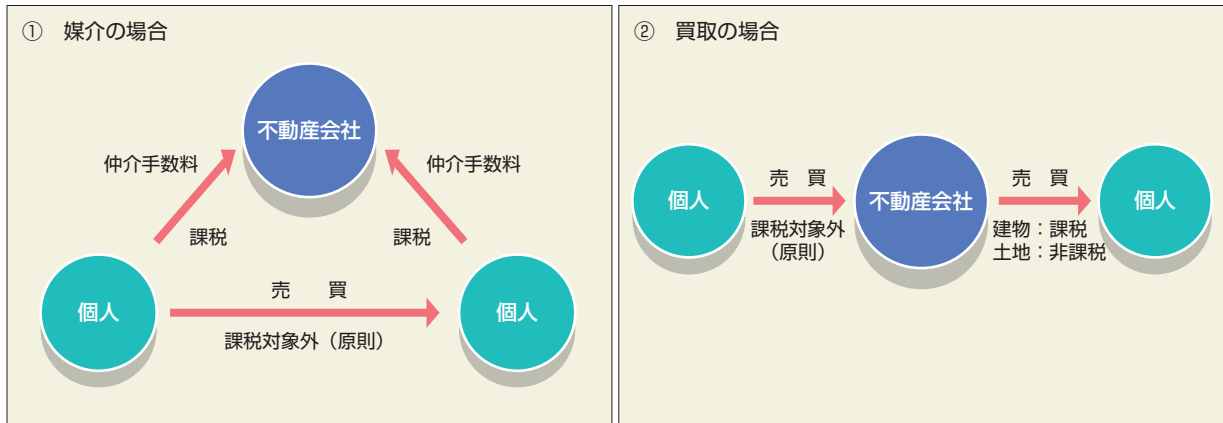 ① 媒介の場合
不動産会社
仲介手数料
仲介手数料
課税
課税
個人
売 買
個人
課税対象外（原則）
② 買取の場合
個人
売 買
課税対象外
（原則）
不動産会社
売 買
建物：課税
土地：非課税
個人